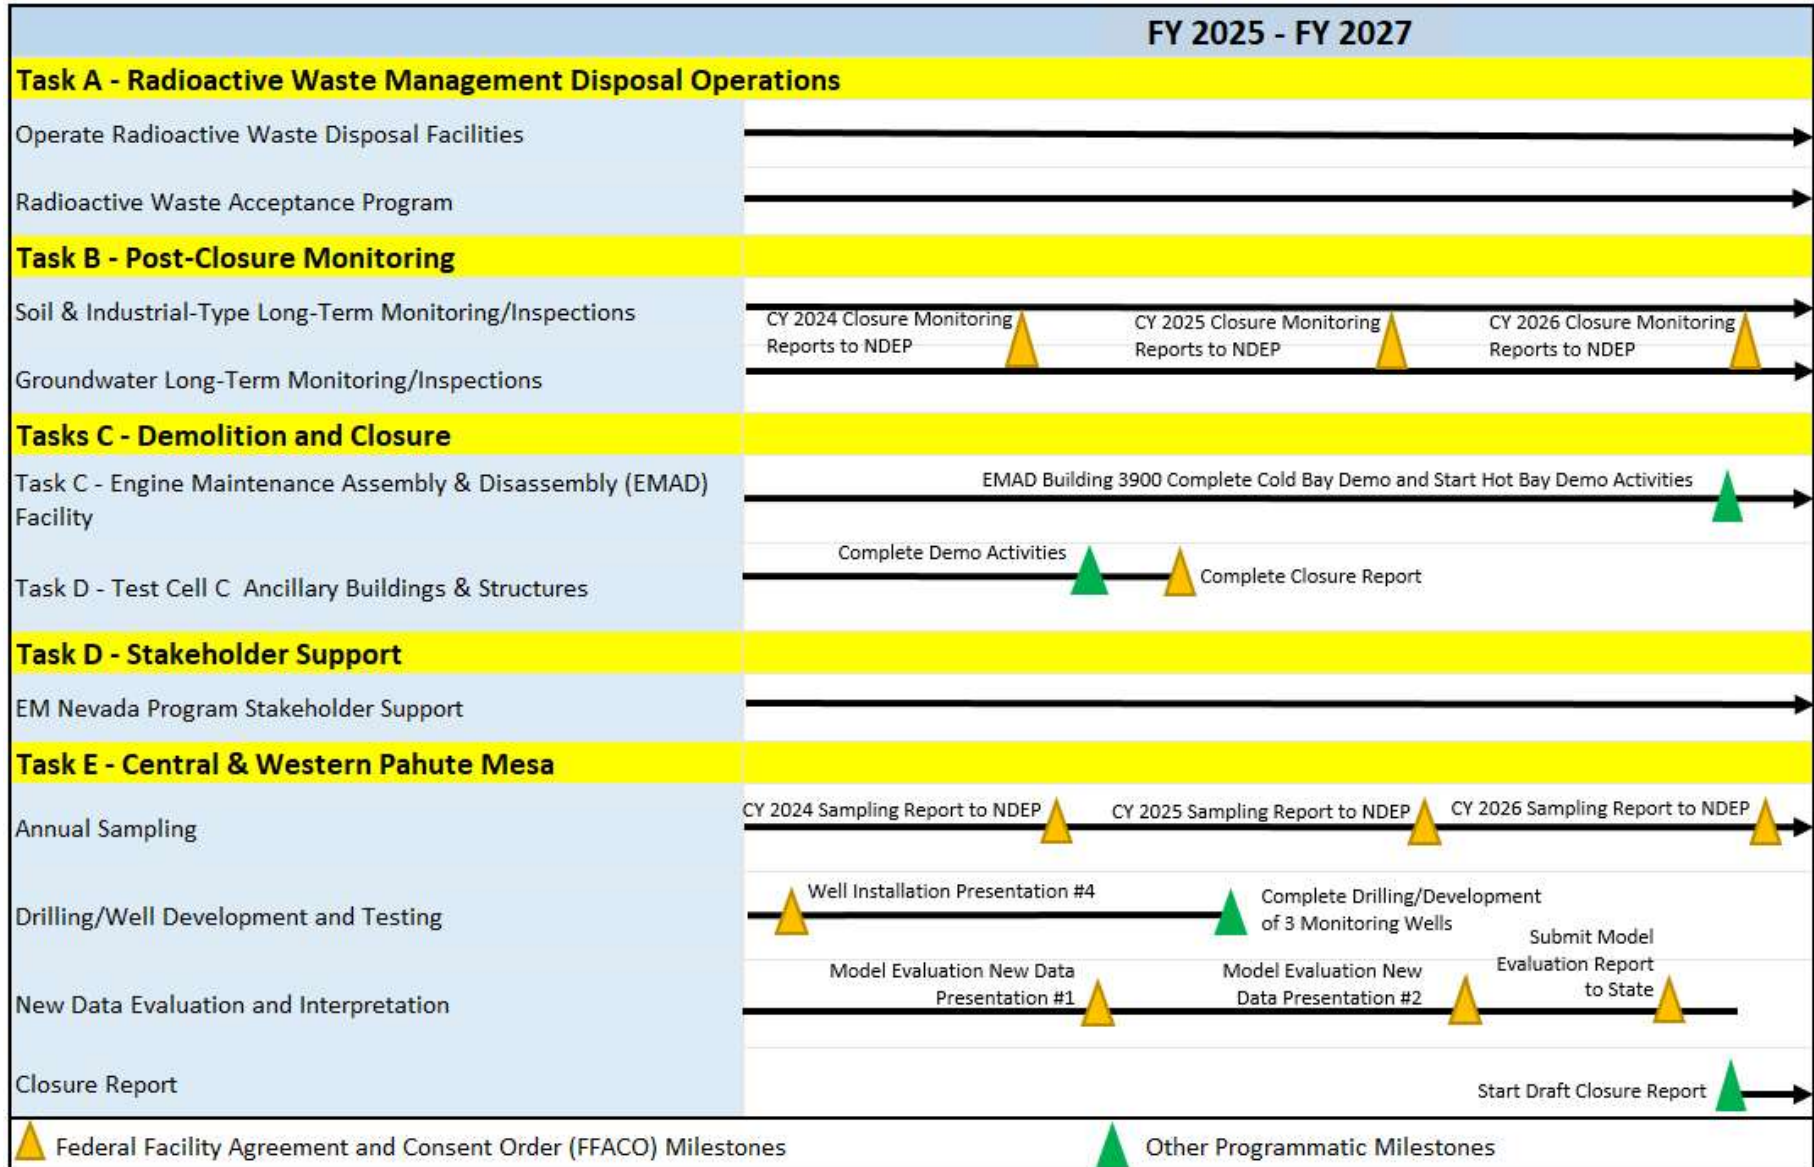 FY 2025 - FY 2027
Task A - Radioactive Waste Management Disposal Operations
Operate Radioactive Waste Disposal Facilities
Radioactive Waste Acceptance Program
Task B - Post-Closure Monitoring
Soil & Industrial-Type Long-Term Monitoring/Inspections
CY 2024 Closure Monitoring
Reports to NDEP
CY 2025 Closure Monitoring
Reports to NDEP
CY 2026 Closure Monitoring
Reports to NDEP
Groundwater Long-Term Monitoring/Inspections
Tasks C - Demolition and Closure
Task C - Engine Maintenance Assembly & Disassembly (EMAD)
Facility
EMAD Building 3900 Complete Cold Bay Demo and Start Hot Bay Demo Activities
Task D - Test Cell C Ancillary Buildings & Structures
Complete Demo Activities
Complete Closure Report
Task D - Stakeholder Support
EM Nevada Program Stakeholder Support
Task E - Central & Western Pahute Mesa
Annual Sampling
CY 2024 Sampling Report to NDEP
CY 2025 Sampling Report to NDEP
CY 2026 Sampling Report to NDEP
Drilling/Well Development and Testing
Well Installation Presentation #4
Complete Drilling/Development
of 3 Monitoring Wells
New Data Evaluation and Interpretation
Model Evaluation New Data
Presentation #1
Model Evaluation New
Data Presentation #2
Submit Model
Evaluation Report
to State
Closure Report
Start Draft Closure Report
Federal Facility Agreement and Consent Order (FFACO) Milestones
Other Programmatic Milestones